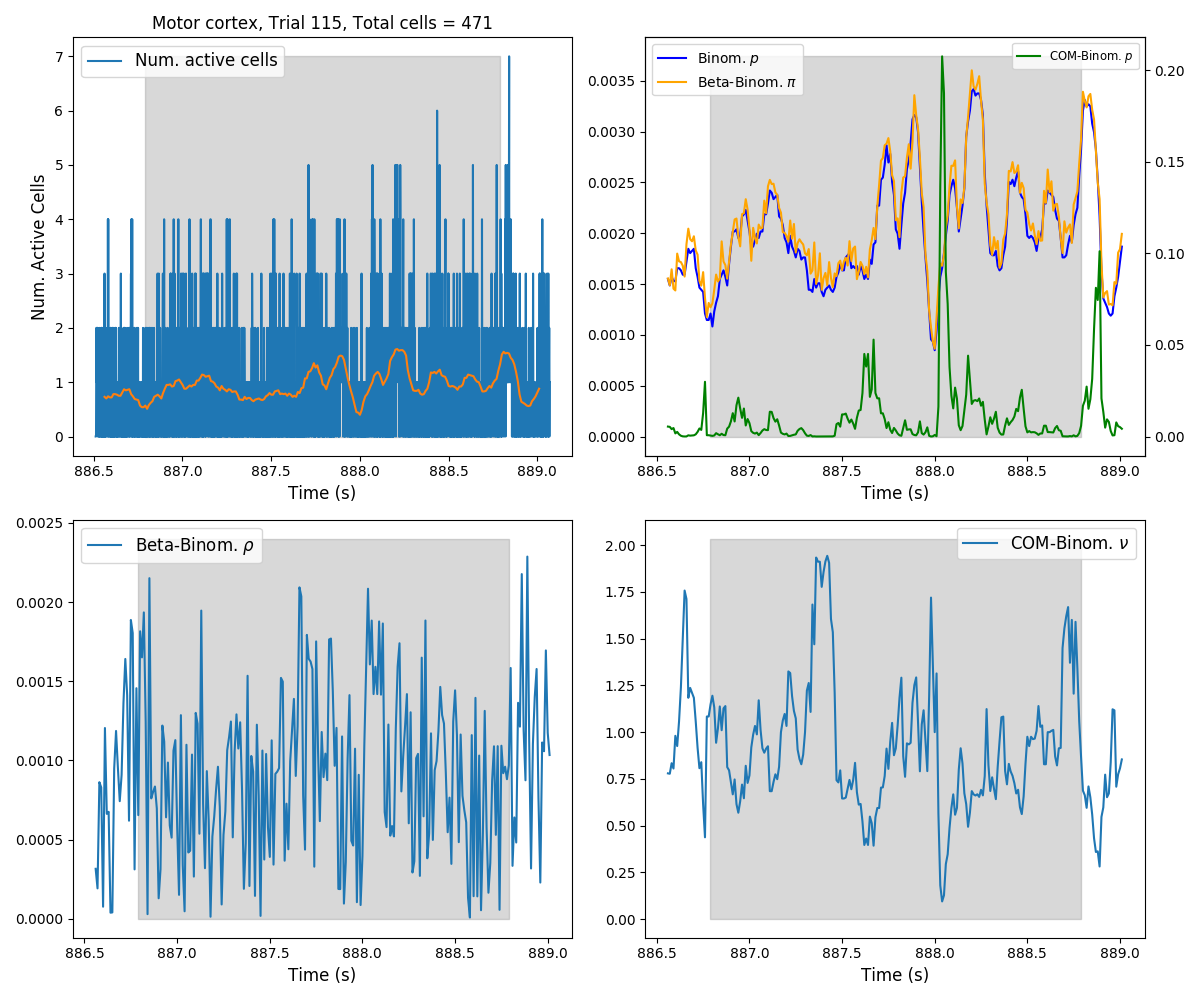 Motor cortex, Trial 115, Total cells = 471
Num. active cells
Num. Active Cells
7
6
5
4
3
2
1
0
886.5 887.0 887.5 888.0 888.5 889.0
Time (s)
Binom. p
Beta-Binom. π
COM-Binom. p
0.0035
0.0030
0.0025
0.0020
0.0015
0.0010
0.0005
0.0000
0.20
0.15
0.10
0.05
0.00
886.5 887.0 887.5 888.0 888.5 889.0
Time (s)
Beta-Binom. ρ
0.0025
0.0020
0.0015
0.0010
0.0005
0.0000
886.5 887.0 887.5 888.0 888.5 889.0
Time (s)
COM-Binom. ν
2.00
1.75
1.50
1.25
1.00
0.75
0.50
0.25
0.00
886.5 887.0 887.5 888.0 888.5 889.0
Time (s)